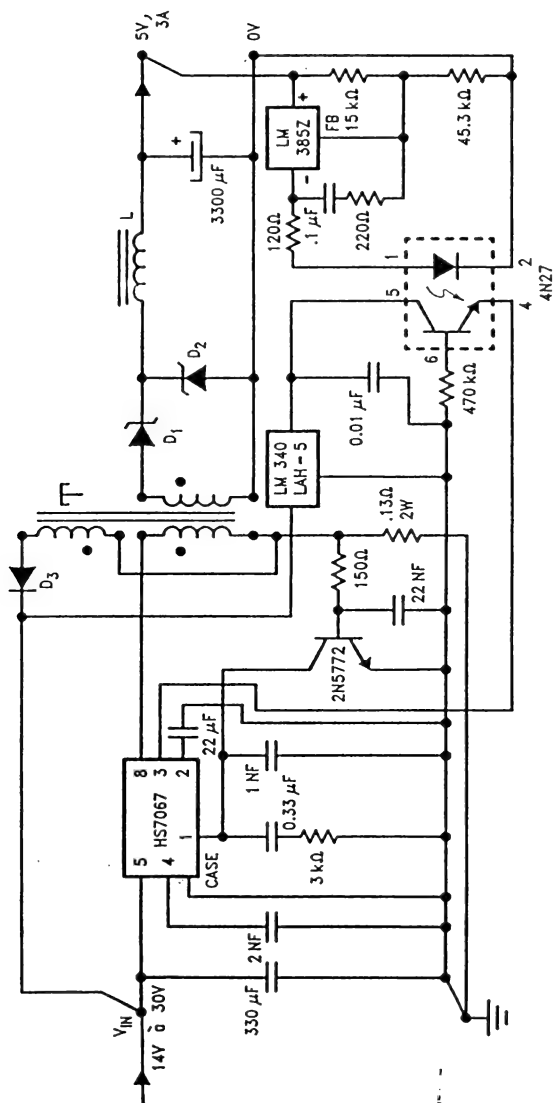 V_IN
14V à 30V
330 µF
2 NF
5
4
8
3
2
1
HS7067
CASE
22 µF
1 NF
0.33 µF
3 kΩ
2N5772
150Ω
22 NF
.13Ω
2W
D3
T
D1
D2
L
3300 µF
+
5V,
3A
0V
LM 340
LAH-5
0.01 µF
470 kΩ
LM
385Z
+
-
FB
15 kΩ
45.3 kΩ
120Ω
.1 µF
220Ω
1
2
4
5
6
4N27